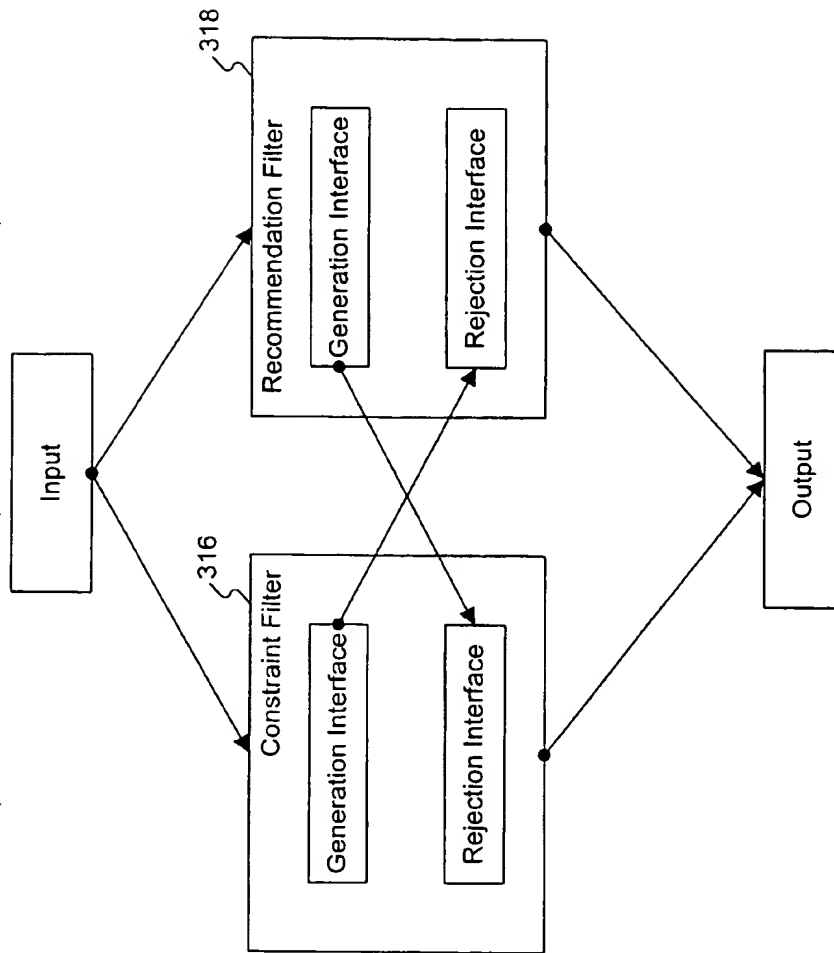 Input
316
Constraint Filter
Generation Interface
Rejection Interface
318
Recommendation Filter
Generation Interface
Rejection Interface
Output